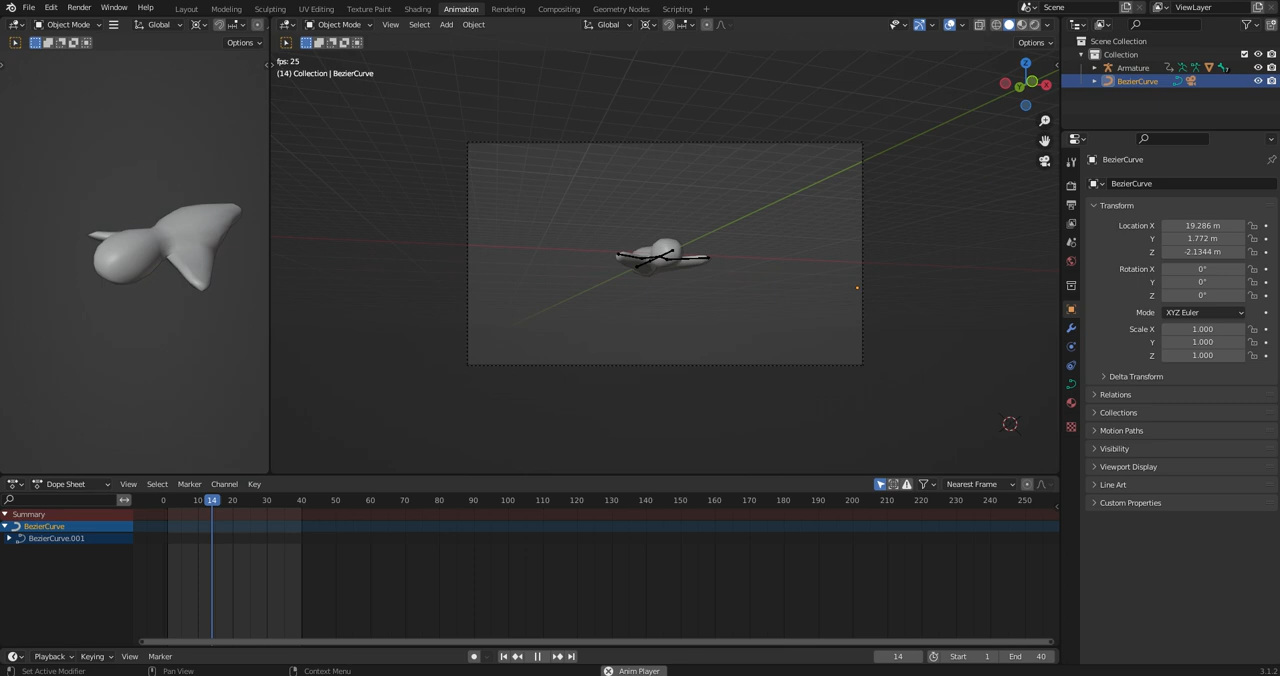 File Edit Render Window Help Layout Modeling Sculpting UV Editing Texture Paint Shading Animation Rendering Compositing Geometry Nodes Scripting + Scene ViewLayer
Object Mode Global Object Mode View Select Add Object Global
Options Options
fps: 25
(14) Collection | BezierCurve
Z
X
Y
Scene Collection
Collection
Armature
7
BezierCurve
BezierCurve
BezierCurve
Transform
Location X 19.286 m
Y 1.772 m
Z -2.1344 m
Rotation X 0°
Y 0°
Z 0°
Mode XYZ Euler
Scale X 1.000
Y 1.000
Z 1.000
Delta Transform
Relations
Collections
Motion Paths
Visibility
Viewport Display
Line Art
Custom Properties
Dope Sheet View Select Marker Channel Key Nearest Frame
0 10 14 20 30 40 50 60 70 80 90 100 110 120 130 140 150 160 170 180 190 200 210 220 230 240 250
Summary
BezierCurve
BezierCurve.001
Playback Keying View Marker 14 Start 1 End 40
Set Active Modifier Pan View Context Menu Anim Player 3.1.2